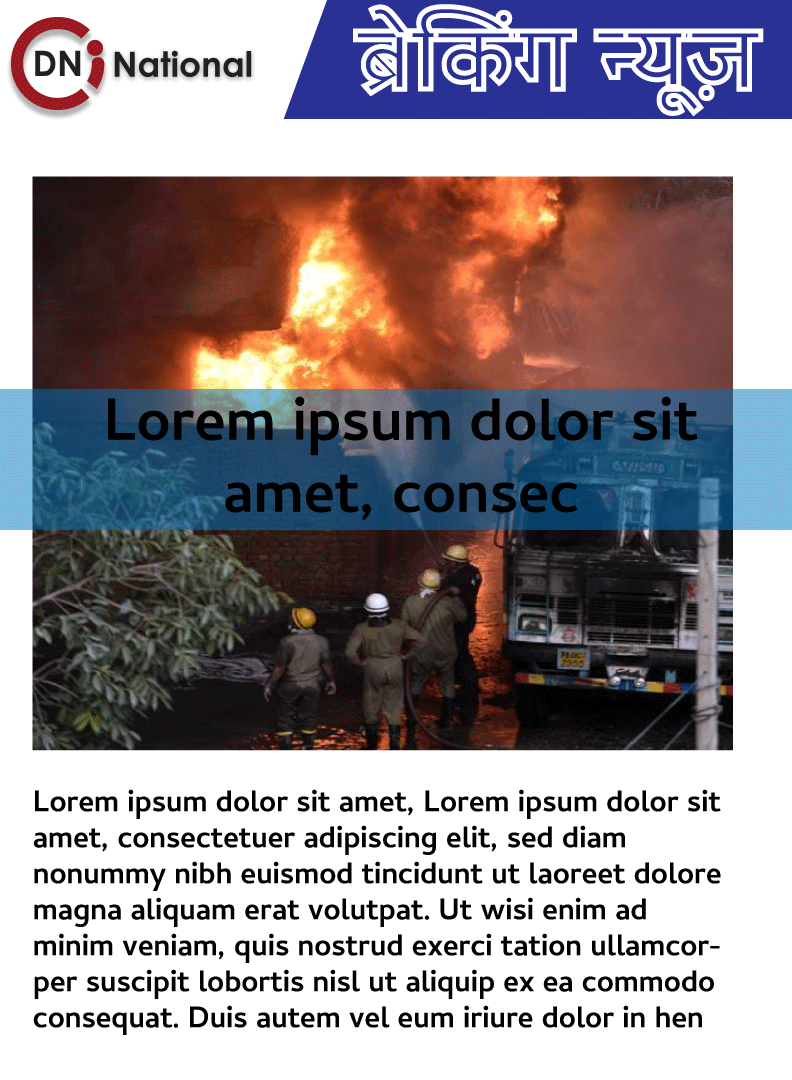 DNi National
ब्रेकिंग न्यूज़
Lorem ipsum dolor sit
amet, consec
Lorem ipsum dolor sit amet, Lorem ipsum dolor sit
amet, consectetuer adipiscing elit, sed diam
nonummy nibh euismod tincidunt ut laoreet dolore
magna aliquam erat volutpat. Ut wisi enim ad
minim veniam, quis nostrud exerci tation ullamcor-
per suscipit lobortis nisl ut aliquip ex ea commodo
consequat. Duis autem vel eum iriure dolor in hen